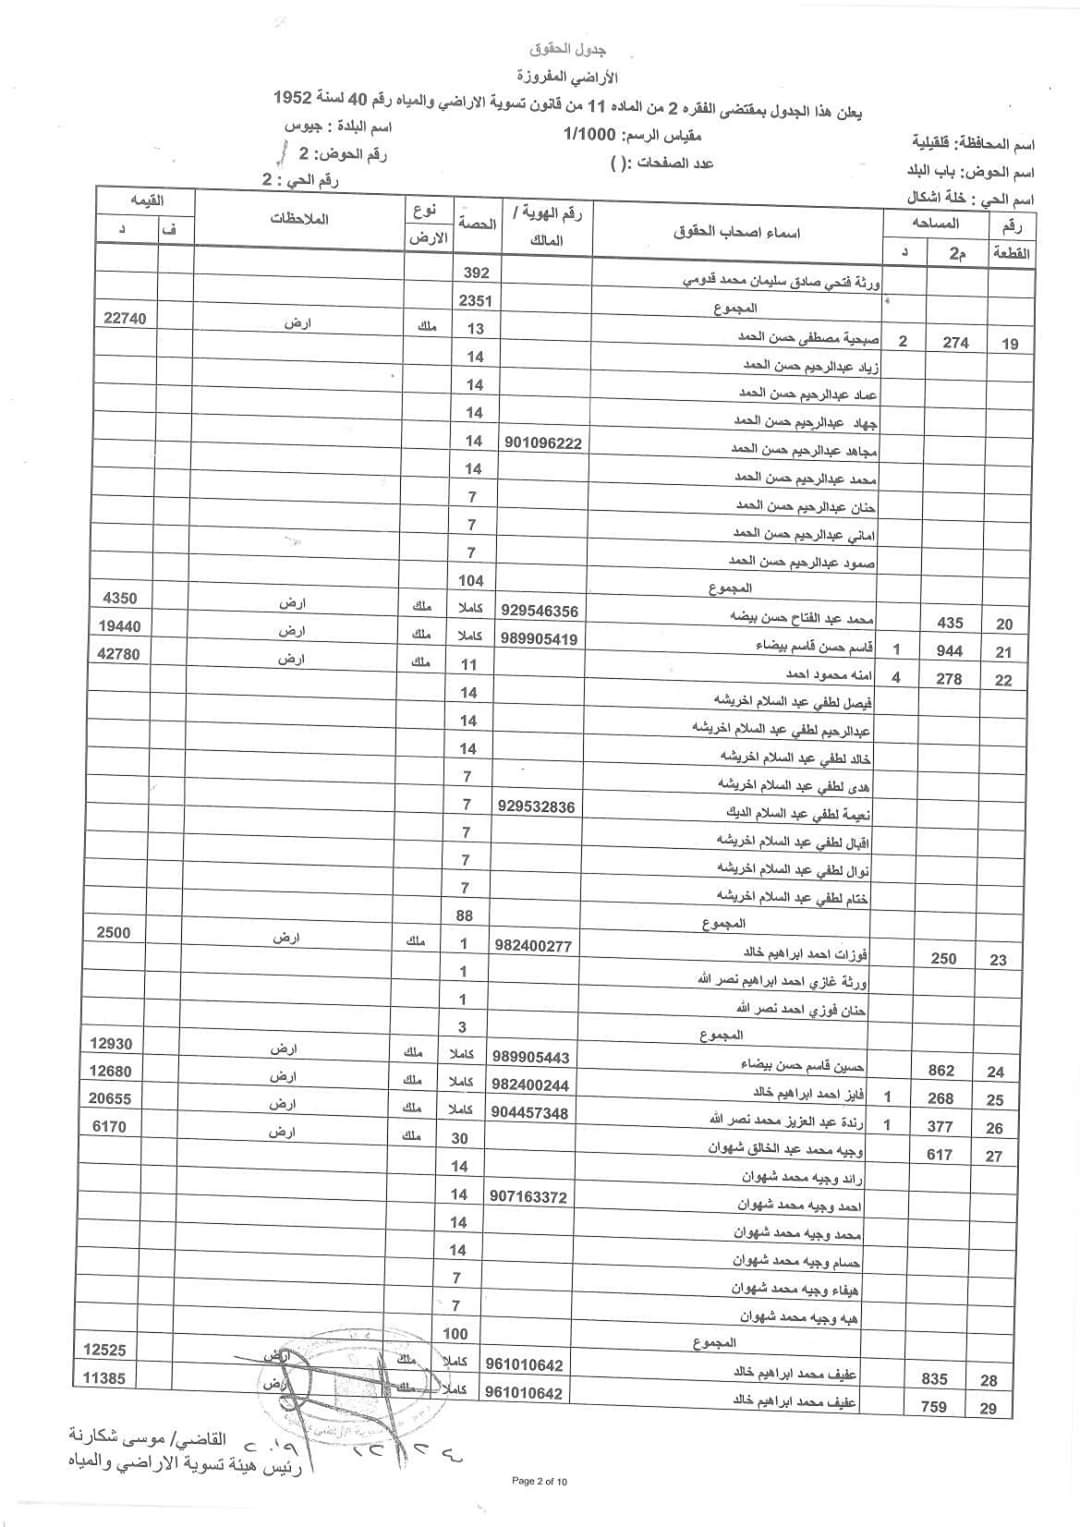 جدول الحقوق
الأراضي المفروزة
يعلن هذا الجدول بمقتضى الفقره 2 من الماده 11 من قانون تسوية الاراضي والمياه رقم 40 لسنة 1952
اسم المحافظة: قلقيلية مقياس الرسم: 1/1000 اسم البلدة : جيوس
اسم الحوض: باب البلد عدد الصفحات :( ) رقم الحوض: 2
اسم الحي : خلة اشكال رقم الحي : 2
رقم القطعة المساحه م2 د اسماء اصحاب الحقوق رقم الهوية / المالك الحصة نوع الارض الملاحظات القيمه ف د
ورثة فتحي صادق سليمان محمد قدومي 392
المجموع 2351
19 274 2 صبحية مصطفى حسن الحمد 13 ملك ارض 22740
زياد عبدالرحيم حسن الحمد 14
عماد عبدالرحيم حسن الحمد 14
جهاد عبدالرحيم حسن الحمد 14
مجاهد عبدالرحيم حسن الحمد 901096222 14
محمد عبدالرحيم حسن الحمد 14
حنان عبدالرحيم حسن الحمد 7
اماني عبدالرحيم حسن الحمد 7
صمود عبدالرحيم حسن الحمد 7
المجموع 104
20 435 محمد عبد الفتاح حسن بيضه 929546356 كاملا ملك ارض 4350
21 944 1 قاسم حسن قاسم بيضاء 989905419 كاملا ملك ارض 19440
22 278 4 امنه محمود احمد 11 ملك ارض 42780
فيصل لطفي عبد السلام اخريشه 14
عبدالرحيم لطفي عبد السلام اخريشه 14
خالد لطفي عبد السلام اخريشه 14
هدى لطفي عبد السلام اخريشه 7
نعيمة لطفي عبد السلام الديك 929532836 7
اقبال لطفي عبد السلام اخريشه 7
نوال لطفي عبد السلام اخريشه 7
ختام لطفي عبد السلام اخريشه 7
المجموع 88
23 250 فوزات احمد ابراهيم خالد 982400277 1 ملك ارض 2500
ورثة غازي احمد ابراهيم نصر الله 1
حنان فوزي احمد نصر الله 1
المجموع 3
24 862 حسين قاسم حسن بيضاء 989905443 كاملا ملك ارض 12930
25 268 1 فايز احمد ابراهيم خالد 982400244 كاملا ملك ارض 12680
26 377 1 رندة عبد العزيز محمد نصر الله 904457348 كاملا ملك ارض 20655
27 617 وجيه محمد عبد الخالق شهوان 30 ملك ارض 6170
رائد وجيه محمد شهوان 14
احمد وجيه محمد شهوان 907163372 14
محمد وجيه محمد شهوان 14
حسام وجيه محمد شهوان 14
هيفاء وجيه محمد شهوان 7
هبه وجيه محمد شهوان 7
المجموع 100
28 835 عفيف محمد ابراهيم خالد 961010642 كاملا ملك ارض 12525
29 759 عفيف محمد ابراهيم خالد 961010642 كاملا ملك ارض 11385
القاضي/ موسى شكارنة
رئيس هيئة تسوية الاراضي والمياه
Page 2 of 10